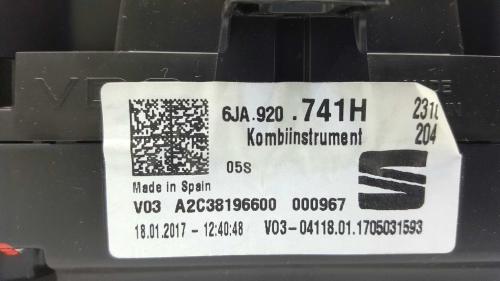 VDO
6JA.920 .741H
Kombiinstrument
204
05S
Made in Spain
V03 A2C38196600 000967
18.01.2017 - 12:40:48 V03-04118.01.1705031593